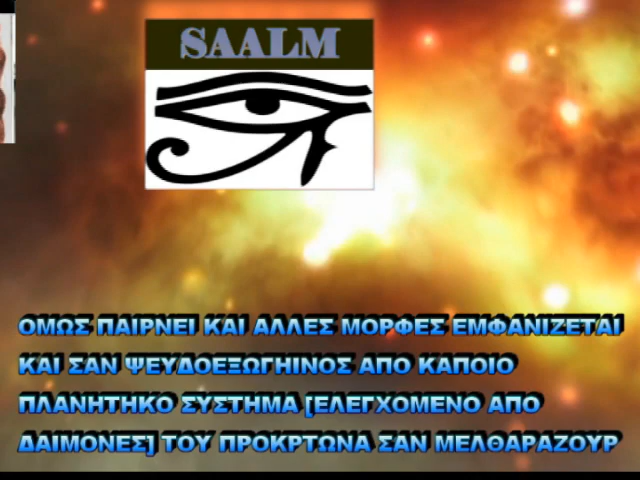 SAALM
ΟΜΩΣ ΠΑΙΡΝΕΙ ΚΑΙ ΑΛΛΕΣ ΜΟΡΦΕΣ ΕΜΦΑΝΙΖΕΤΑΙ
ΚΑΙ ΣΑΝ ΨΕΥΔΟΕΞΩΓΗΙΝΟΣ ΑΠΟ ΚΑΠΟΙΟ
ΠΛΑΝΗΤΗΚΟ ΣΥΣΤΗΜΑ [ΕΛΕΓΧΟΜΕΝΟ ΑΠΟ
ΔΑΙΜΟΝΕΣ] ΤΟΥ ΠΡΟΚΡΤΩΝΑ ΣΑΝ ΜΕΛΘΑΡΑΖΟΥΡ